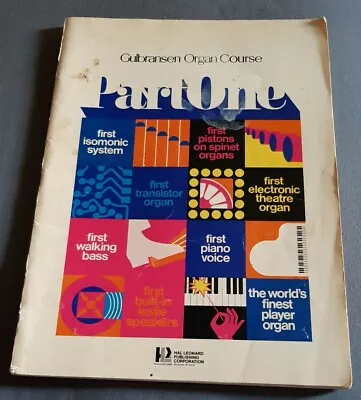 Gulbransen Organ Course
PartOne
first
isomonic
system
first
pistons
on spinet
organs
first
transistor
organ
first
electronic
theatre
organ
first
walking
bass
first
piano
voice
first
built-in
leslie
speakers
the world's
finest
player
organ
HAL LEONARD
PUBLISHING
CORPORATION